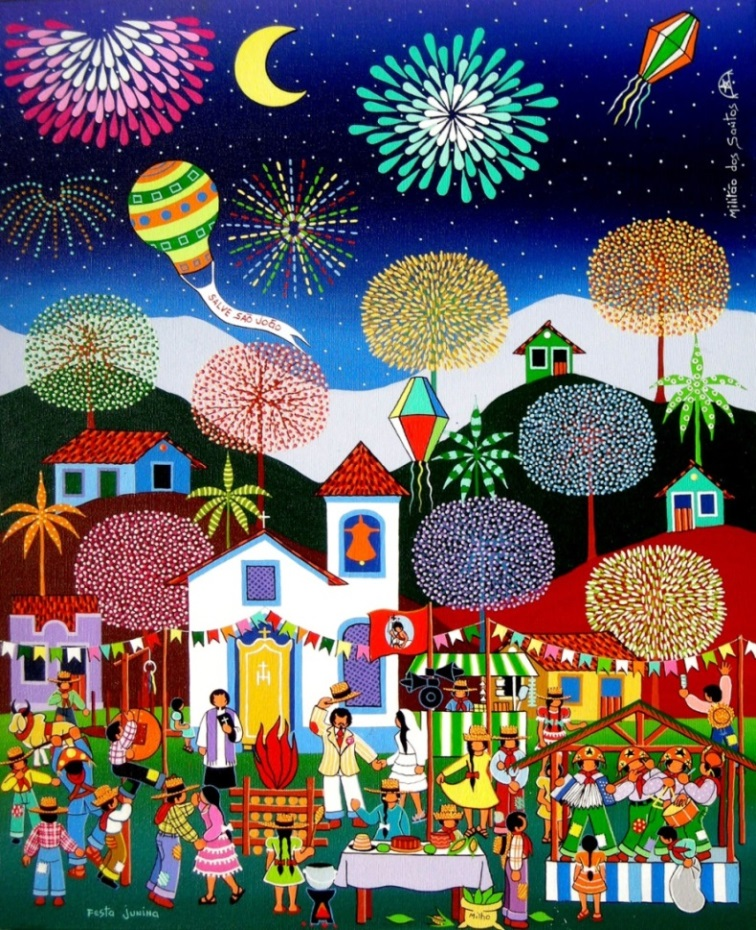 Militão dos Santos
SALVE SÃO JOÃO
Festa Junina
Milho